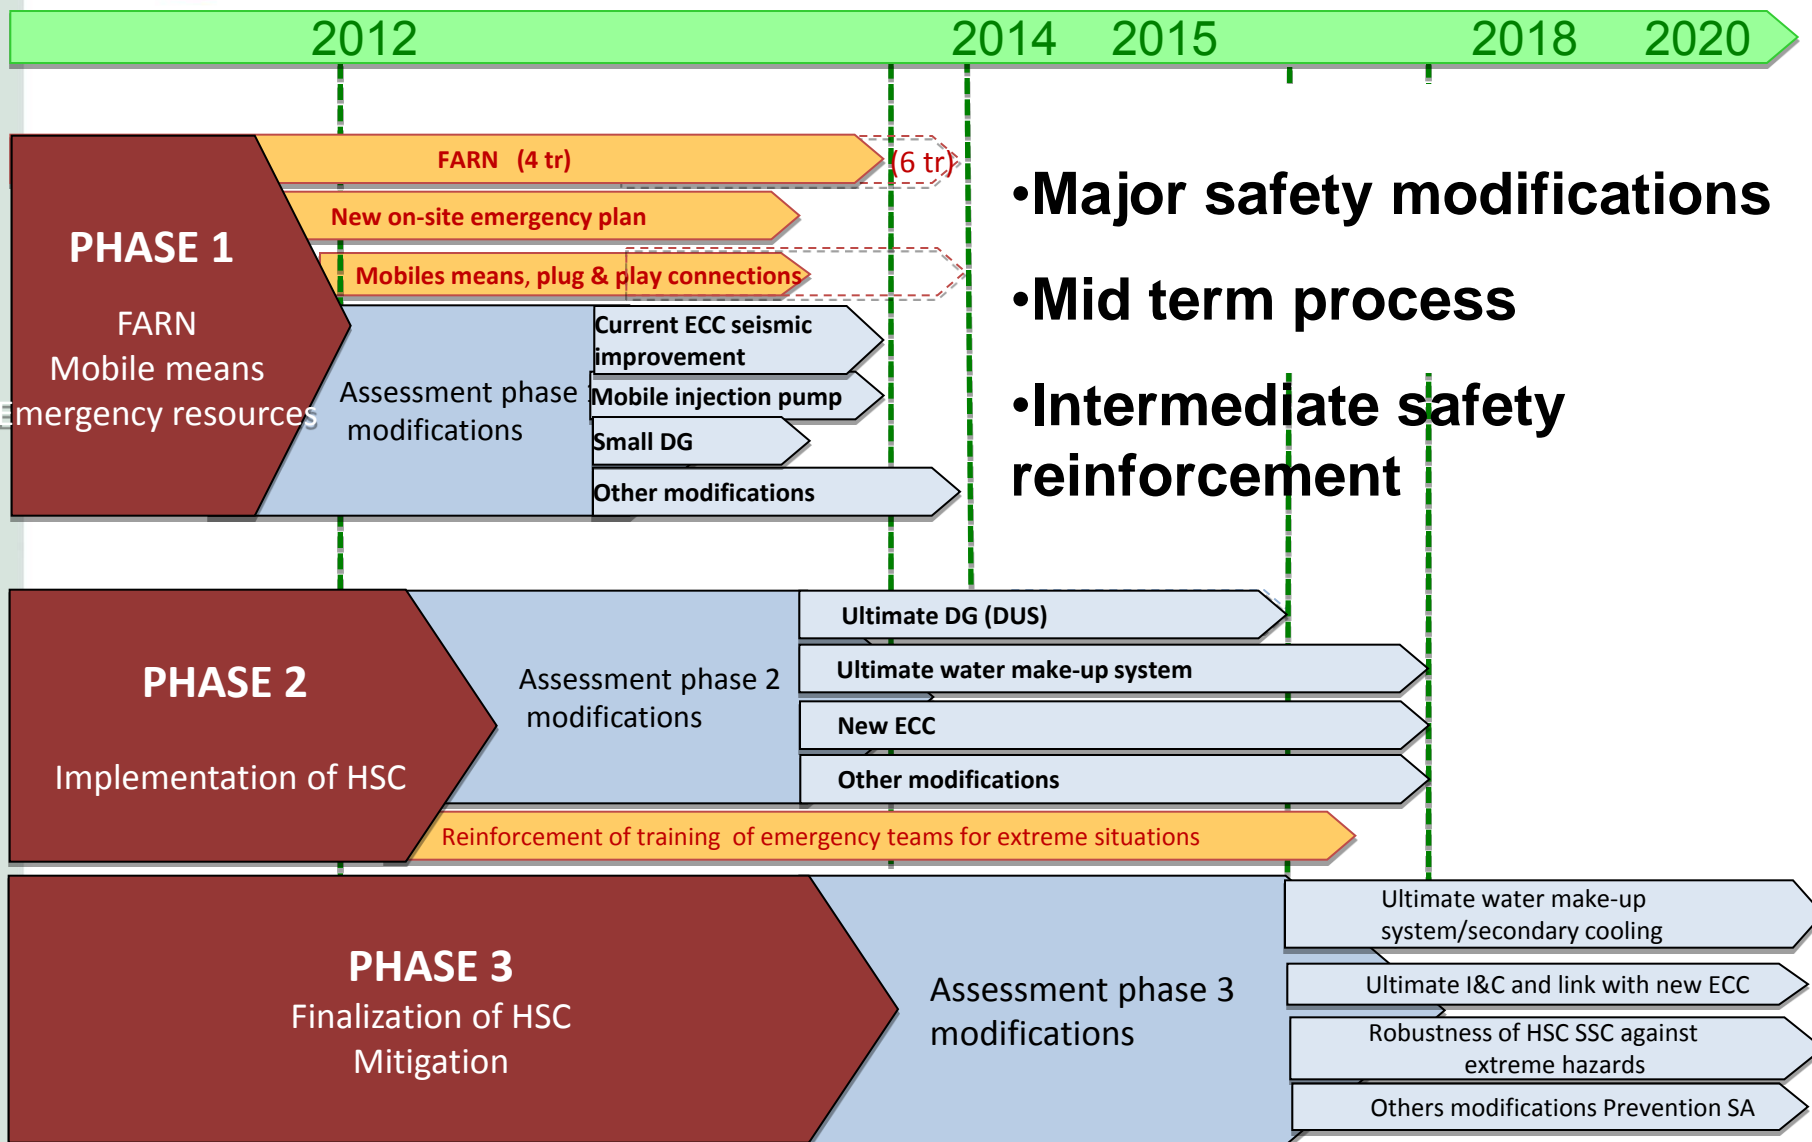 2012 2014 2015 2018 2020
FARN (4 tr)
(6 tr)
New on-site emergency plan
Mobiles means, plug & play connections
PHASE 1
FARN
Mobile means
Emergency resources
Assessment phase
modifications
Current ECC seismic
improvement
Mobile injection pump
Small DG
Other modifications
•Major safety modifications
•Mid term process
•Intermediate safety
reinforcement
PHASE 2
Implementation of HSC
Assessment phase 2
modifications
Ultimate DG (DUS)
Ultimate water make-up system
New ECC
Other modifications
Reinforcement of training of emergency teams for extreme situations
PHASE 3
Finalization of HSC
Mitigation
Assessment phase 3
modifications
Ultimate water make-up
system/secondary cooling
Ultimate I&C and link with new ECC
Robustness of HSC SSC against
extreme hazards
Others modifications Prevention SA